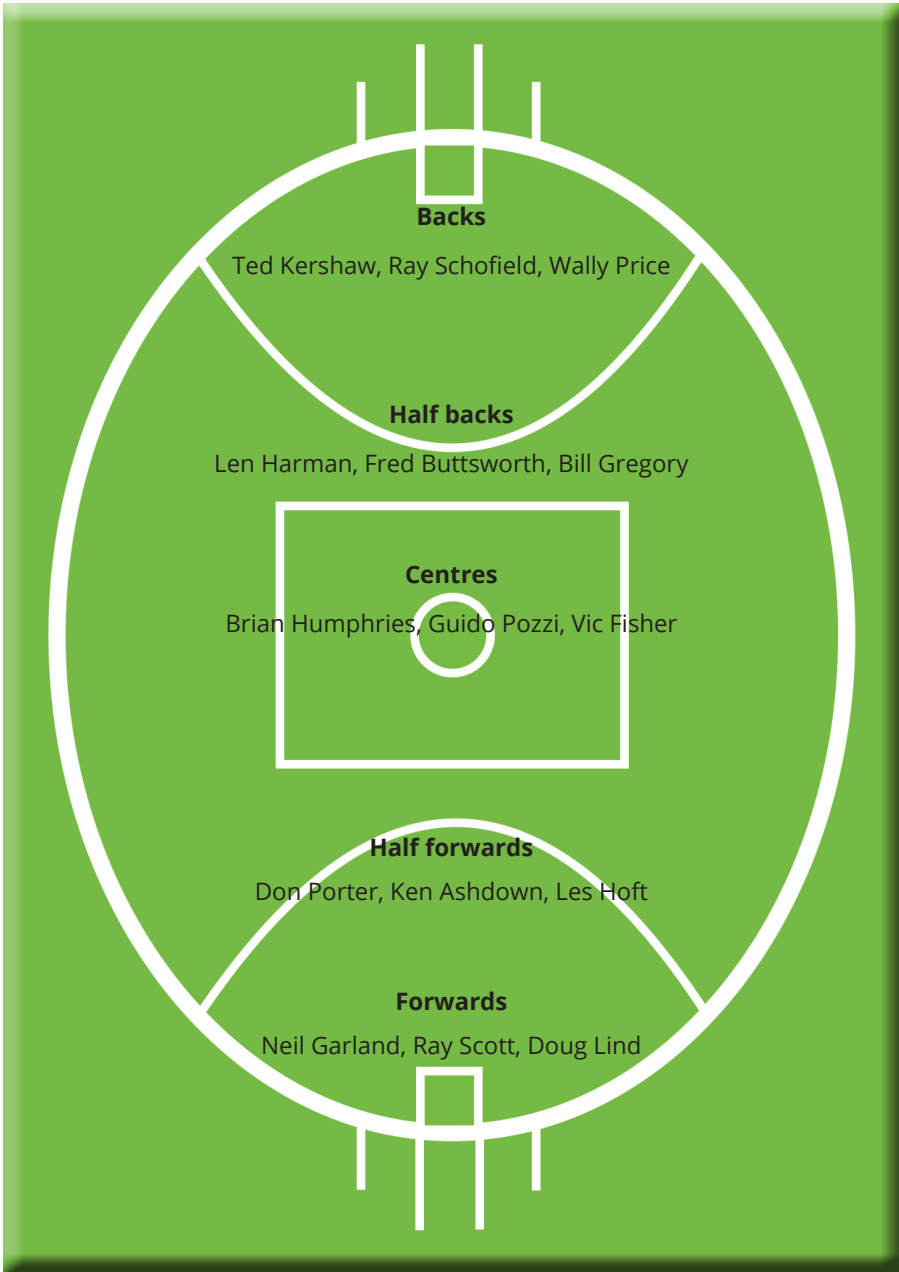 Backs
Ted Kershaw, Ray Schofield, Wally Price
Half backs
Len Harman, Fred Buttsworth, Bill Gregory
Centres
Brian Humphries, Guido Pozzi, Vic Fisher
Half forwards
Don Porter, Ken Ashdown, Les Hoft
Forwards
Neil Garland, Ray Scott, Doug Lind